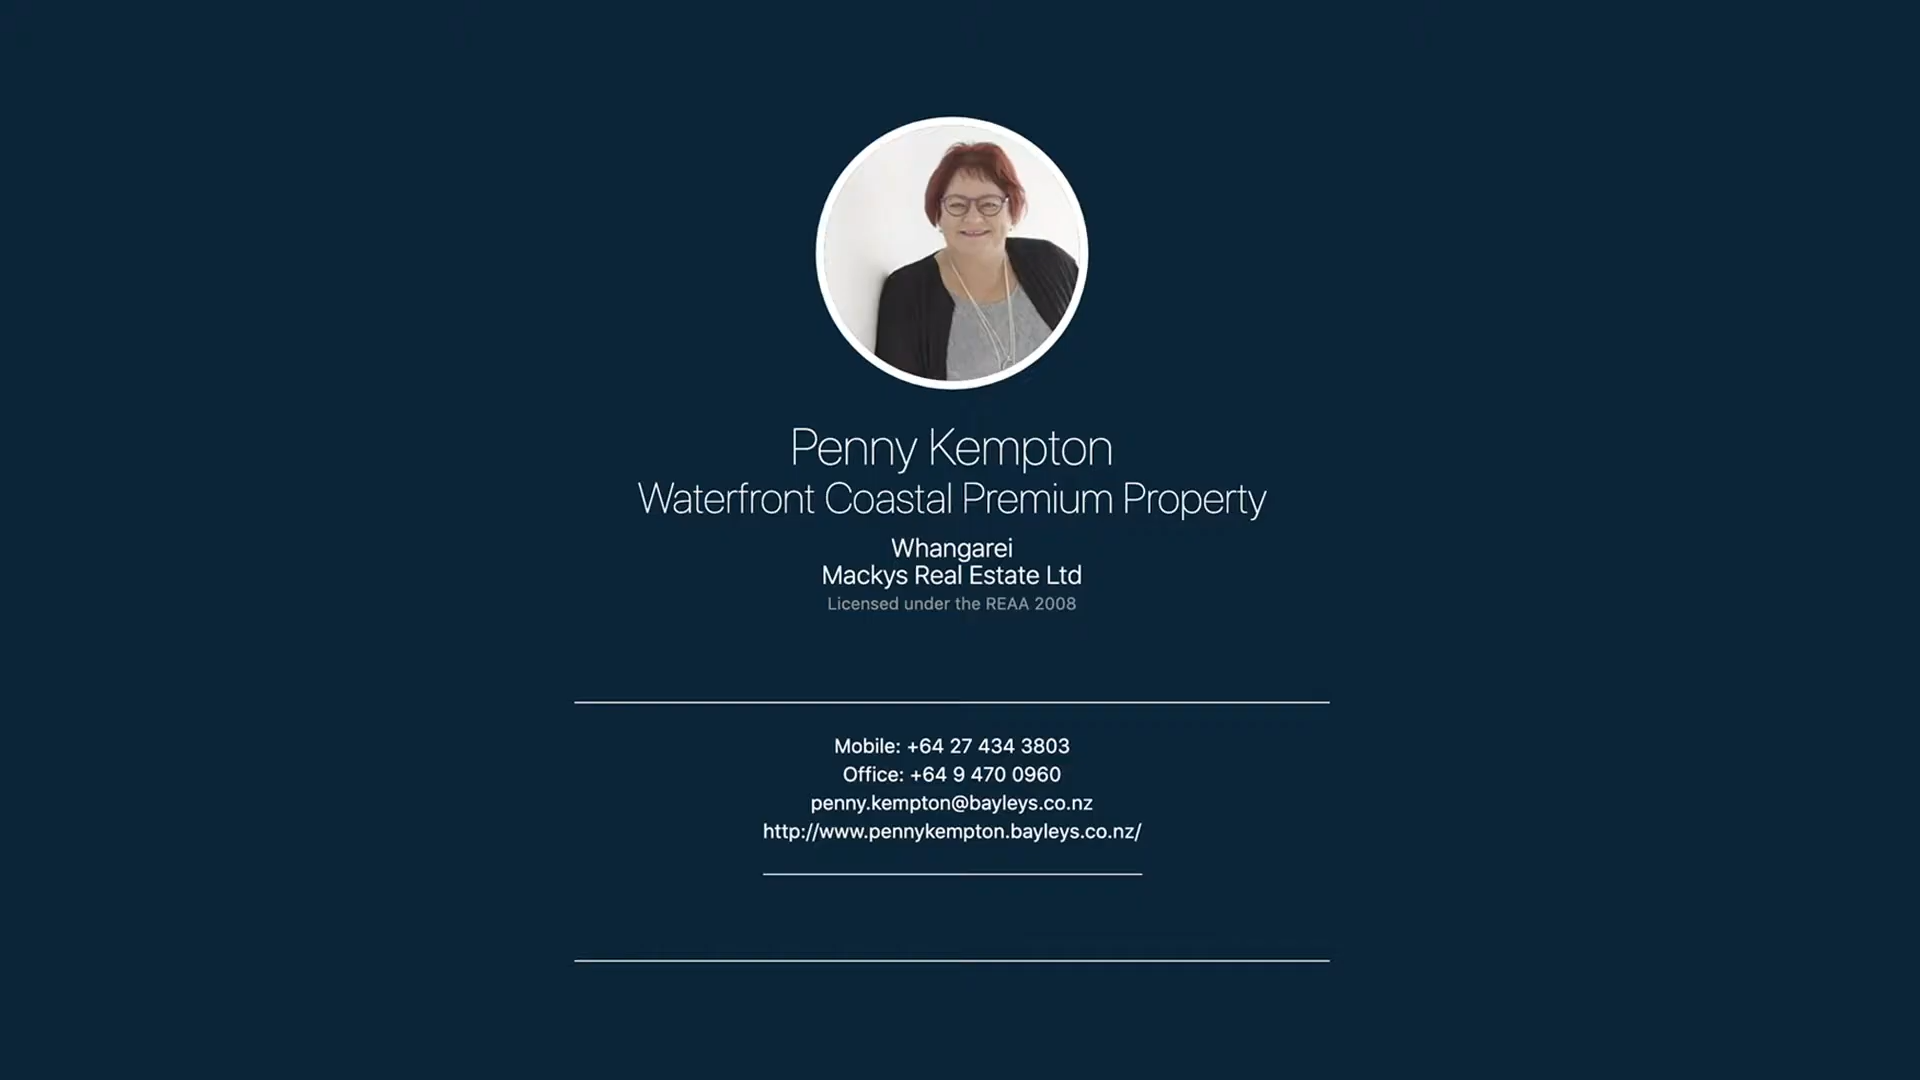 Penny Kempton
Waterfront Coastal Premium Property
Whangarei
Mackys Real Estate Ltd
Licensed under the REAA 2008
Mobile: +64 27 434 3803
Office: +64 9 470 0960
penny.kempton@bayleys.co.nz
http://www.pennykempton.bayleys.co.nz/